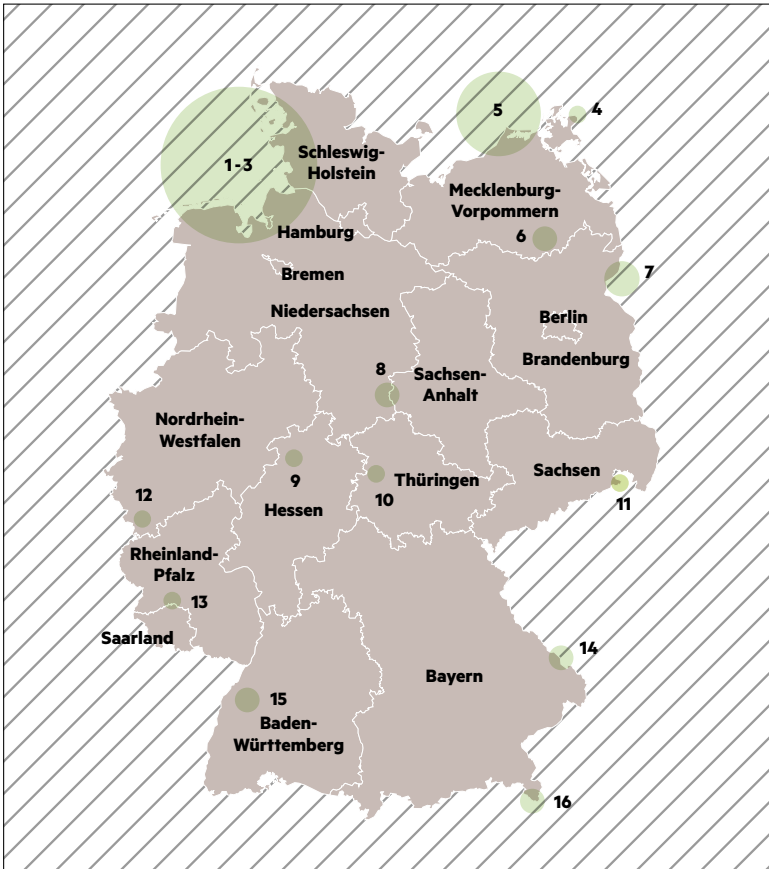 5
4
1 - 3
Schleswig-
Holstein
Mecklenburg-
Vorpommern
6
Hamburg
7
Bremen
Niedersachsen
Berlin
Brandenburg
8
Sachsen-
Anhalt
Nordrhein-
Westfalen
9
10
Thüringen
Sachsen
11
12
Hessen
Rheinland-
Pfalz
13
Saarland
14
Bayern
15
Baden-
Württemberg
16